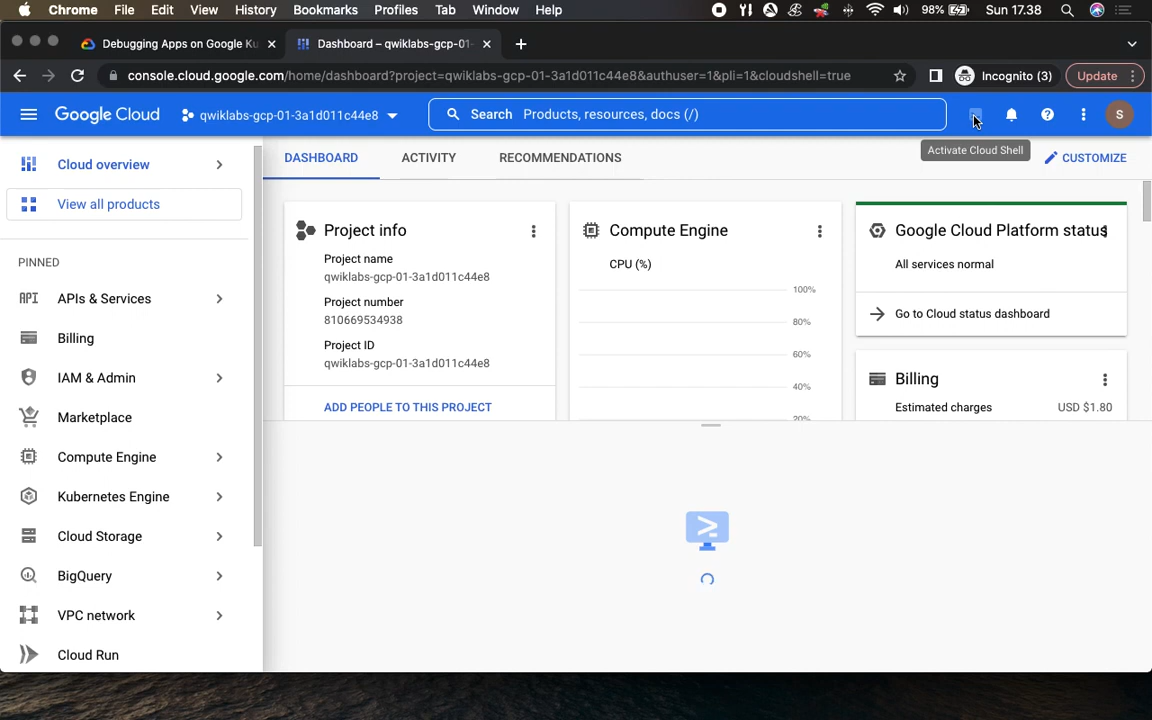 Chrome File Edit View History Bookmarks Profiles Tab Window Help 98% Sun 17.38
Debugging Apps on Google Ku
Dashboard – qwiklabs-gcp-01-
console.cloud.google.com/home/dashboard?project=qwiklabs-gcp-01-3a1d011c44e8&authuser=1&pli=1&cloudshell=true
Incognito (3)
Update
Google Cloud
qwiklabs-gcp-01-3a1d011c44e8
Search Products, resources, docs (/)
S
Activate Cloud Shell
Cloud overview
View all products
PINNED
API APIs & Services
Billing
IAM & Admin
Marketplace
Compute Engine
Kubernetes Engine
Cloud Storage
BigQuery
VPC network
Cloud Run
DASHBOARD
ACTIVITY
RECOMMENDATIONS
CUSTOMIZE
Project info
Project name
qwiklabs-gcp-01-3a1d011c44e8
Project number
810669534938
Project ID
qwiklabs-gcp-01-3a1d011c44e8
ADD PEOPLE TO THIS PROJECT
Compute Engine
CPU (%)
100%
80%
60%
40%
20%
Google Cloud Platform status
All services normal
Go to Cloud status dashboard
Billing
Estimated charges USD $1.80